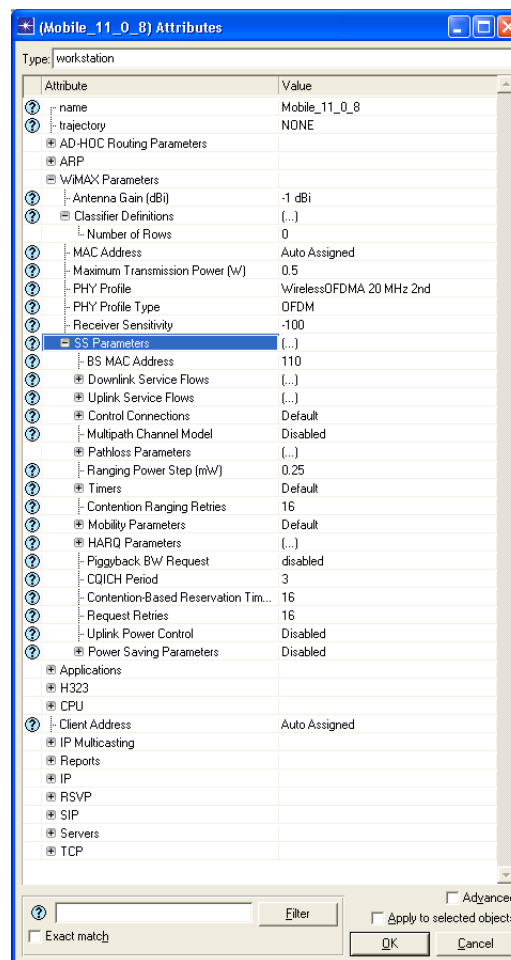 (Mobile_11_0_8) Attributes
Type: workstation
Attribute Value
name Mobile_11_0_8
trajectory NONE
AD-HOC Routing Parameters
ARP
WiMAX Parameters
Antenna Gain (dBi) -1 dBi
Classifier Definitions (...)
Number of Rows 0
MAC Address Auto Assigned
Maximum Transmission Power (W) 0.5
PHY Profile WirelessOFDMA 20 MHz 2nd
PHY Profile Type OFDM
Receiver Sensitivity -100
SS Parameters (...)
BS MAC Address 110
Downlink Service Flows (...)
Uplink Service Flows (...)
Control Connections Default
Multipath Channel Model Disabled
Pathloss Parameters (...)
Ranging Power Step (mW) 0.25
Timers Default
Contention Ranging Retries 16
Mobility Parameters Default
HARQ Parameters (...)
Piggyback BW Request disabled
CQICH Period 3
Contention-Based Reservation Tim... 16
Request Retries 16
Uplink Power Control Disabled
Power Saving Parameters Disabled
Applications
H323
CPU
Client Address Auto Assigned
IP Multicasting
Reports
IP
RSVP
SIP
Servers
TCP
Advanced
Filter
Apply to selected objects
Exact match
OK Cancel